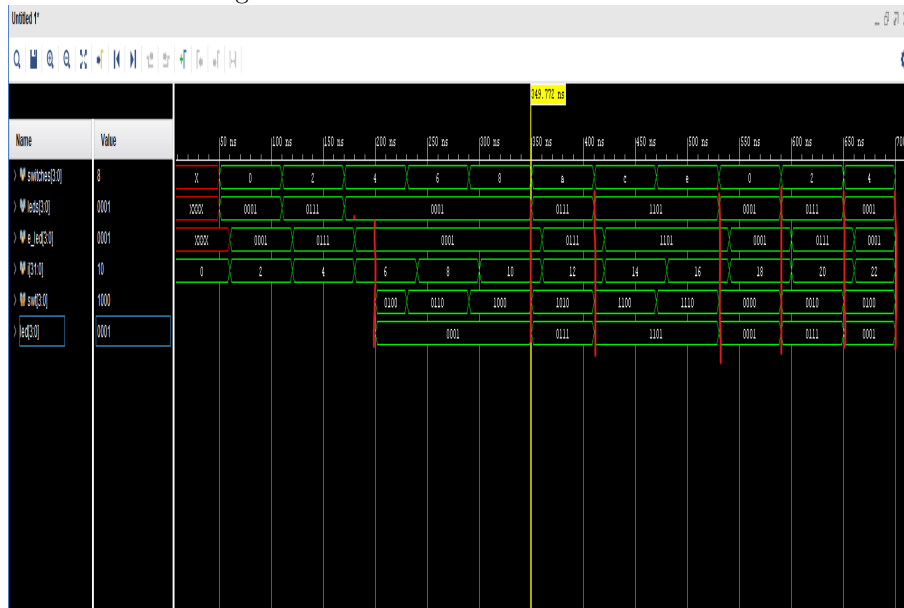 Untitled 1*
349.772 ns
Name Value
50 ns 100 ns 150 ns 200 ns 250 ns 300 ns 350 ns 400 ns 450 ns 500 ns 550 ns 600 ns 650 ns 700
> switches[3:0] 8 X 0 2 4 6 8 a c e 0 2 4
> leds[3:0] 0001 XXXX 0001 0111 0001 0111 1101 0001 0111 0001
> e_led[3:0] 0001 XXXX 0001 0111 0001 0111 1101 0001 0111 0001
> i[31:0] 10 0 2 4 6 8 10 12 14 16 18 20 22
> swt[3:0] 1000 0100 0110 1000 1010 1100 1110 0000 0010 0100
> led[3:0] 0001 0001 0111 1101 0001 0111 0001